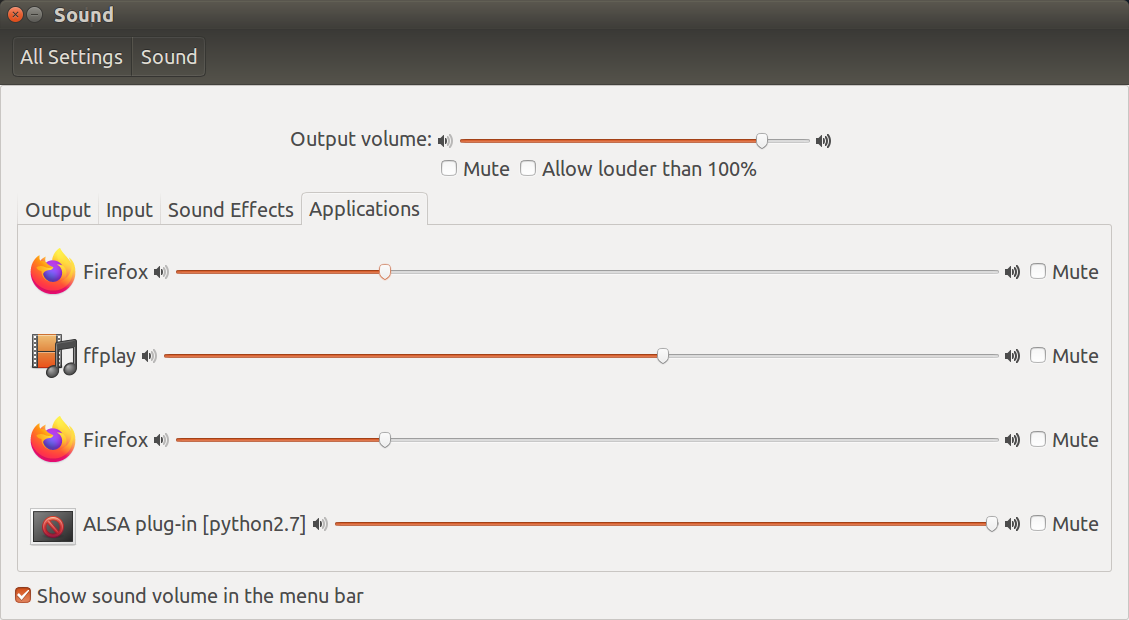 Sound
All Settings Sound
Output volume:
Mute Allow louder than 100%
Output Input Sound Effects Applications
Firefox Mute
ffplay Mute
Firefox Mute
ALSA plug-in [python2.7] Mute
Show sound volume in the menu bar